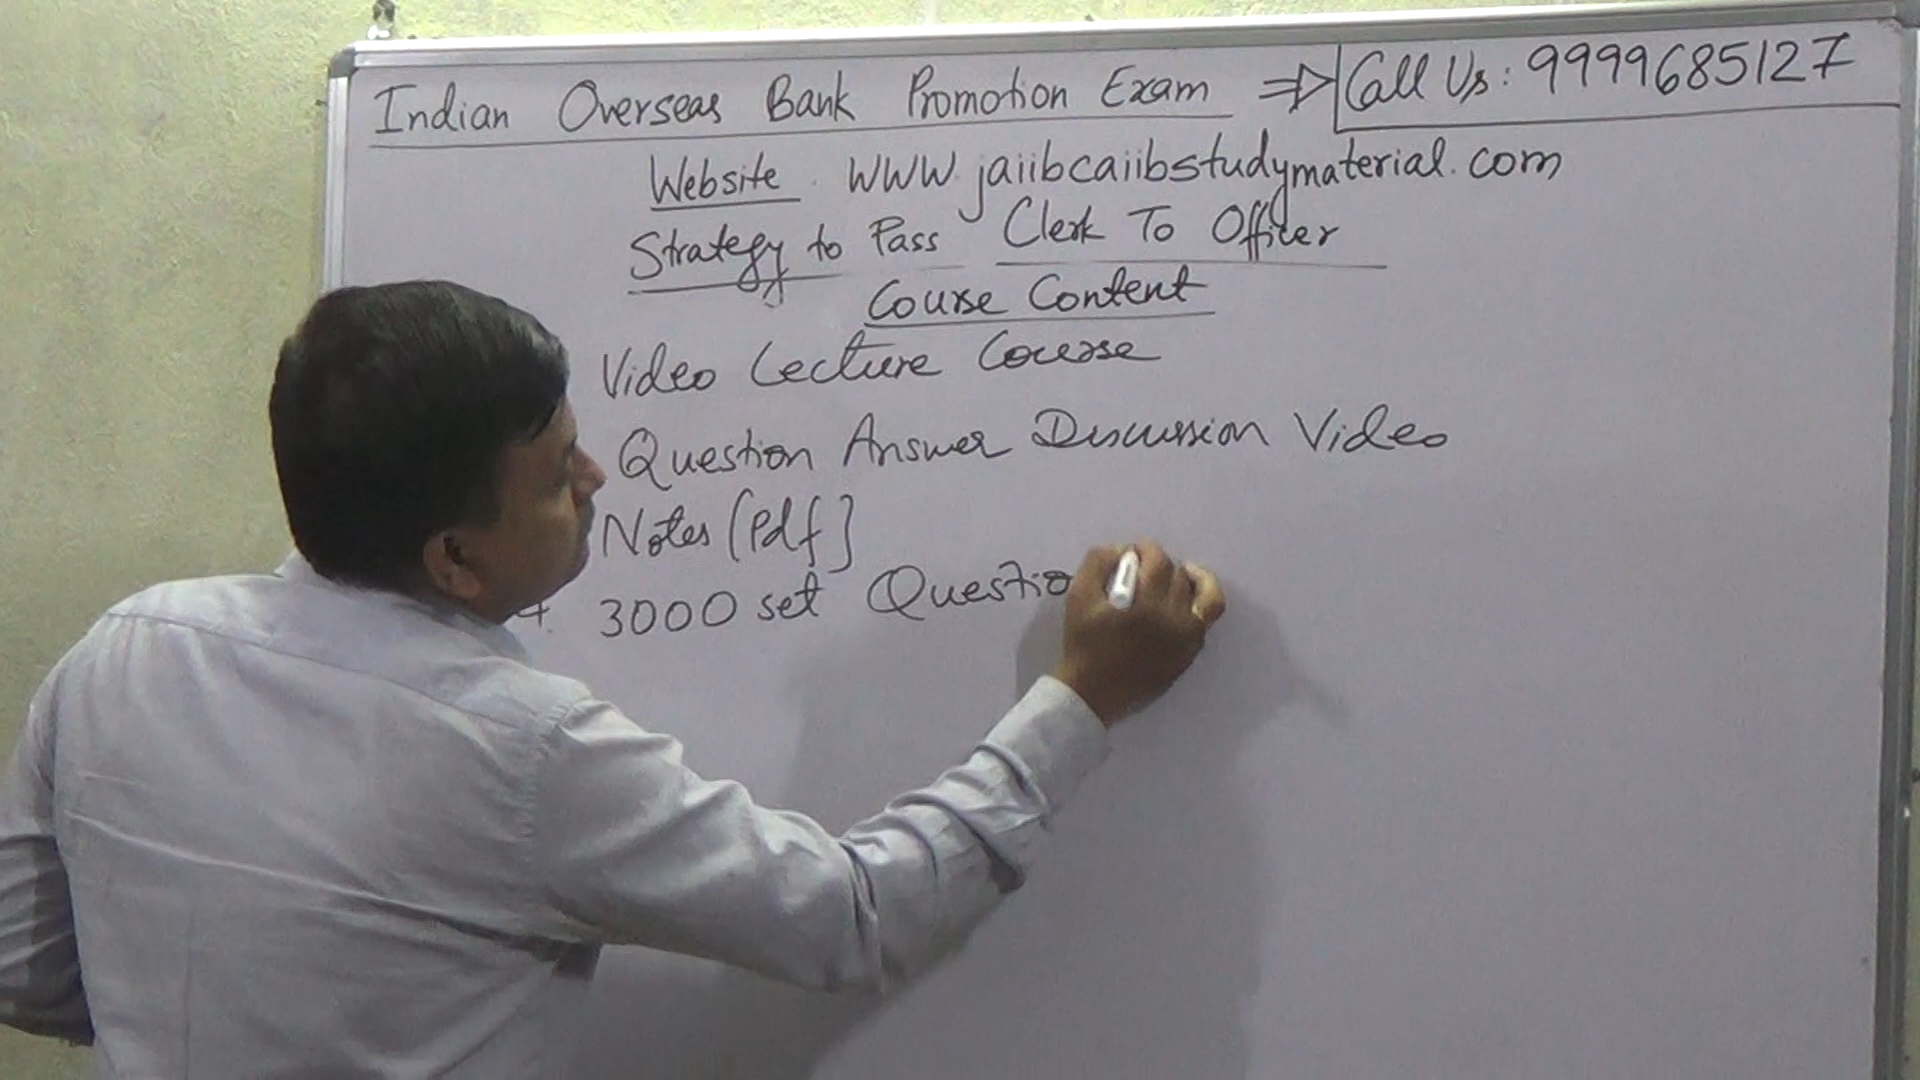 Indian Overseas Bank Promotion Exam ⇒ Call Us: 9999685127
Website. WWW.jaiibcaiibstudymaterial.com
Strategy to Pass Clerk To Officer
Course Content
Video Lecture Course
Question Answer Discussion Video
Notes (Pdf]
4. 3000 set Questio